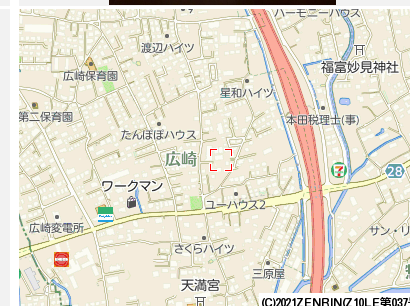 ハーモニーハウス
渡辺ハイツ
広崎保育園
福富妙見神社
星和ハイツ
第二保育園
本田税理士(事)
たんぽぽハウス
広崎
28
ワークマン
ユーハウス2
広崎変電所
サン・リ
さくらハイツ
三原屋
天満宮
(C)2021ZENRIN(Z10LE第037